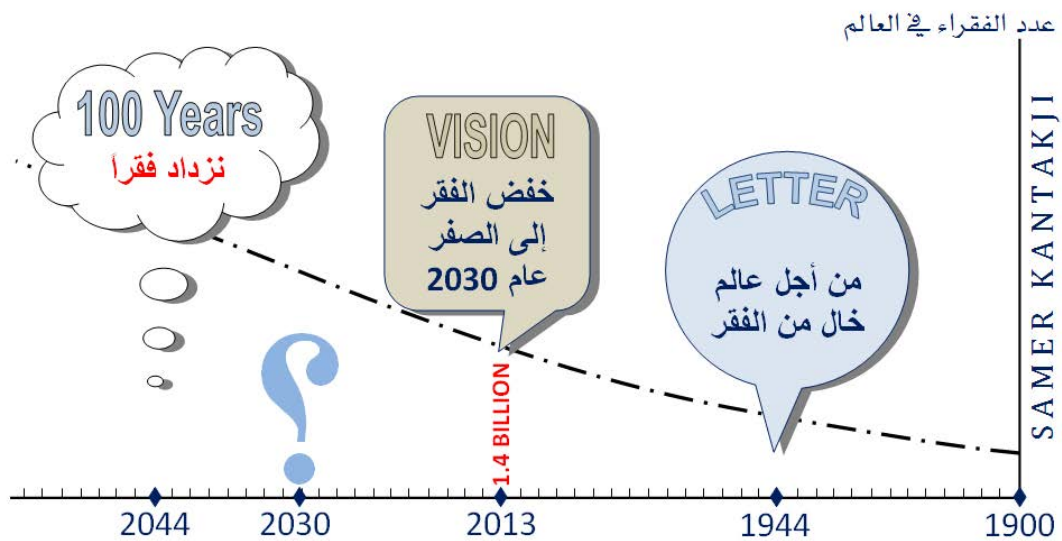 عدد الفقراء في العالم
SAMER KANTAKJI
LETTER
من أجل عالم
خال من الفقر
VISION
خفض الفقر
إلى الصفر
عام 2030
100 Years
نزداد فقراً
؟
1.4 BILLION
1900
1944
2013
2030
2044